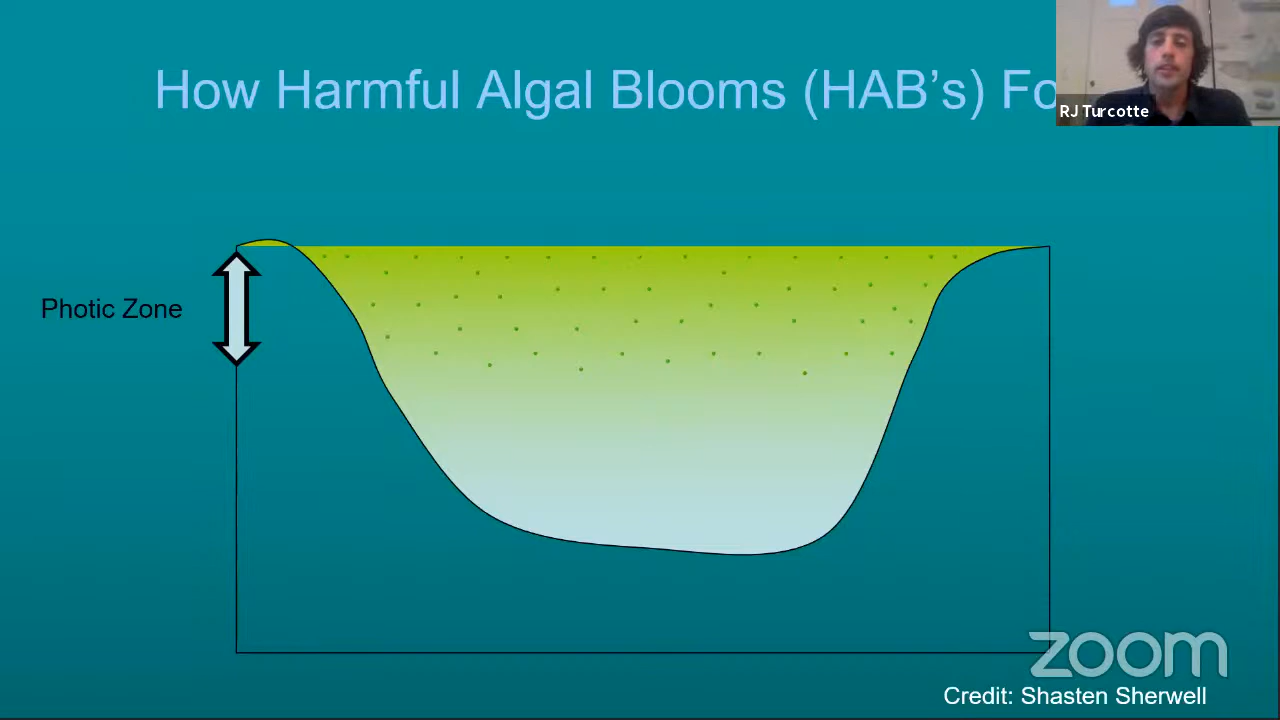 How Harmful Algal Blooms (HAB's) Fo
RJ Turcotte
Photic Zone
zoom
Credit: Shasten Sherwell